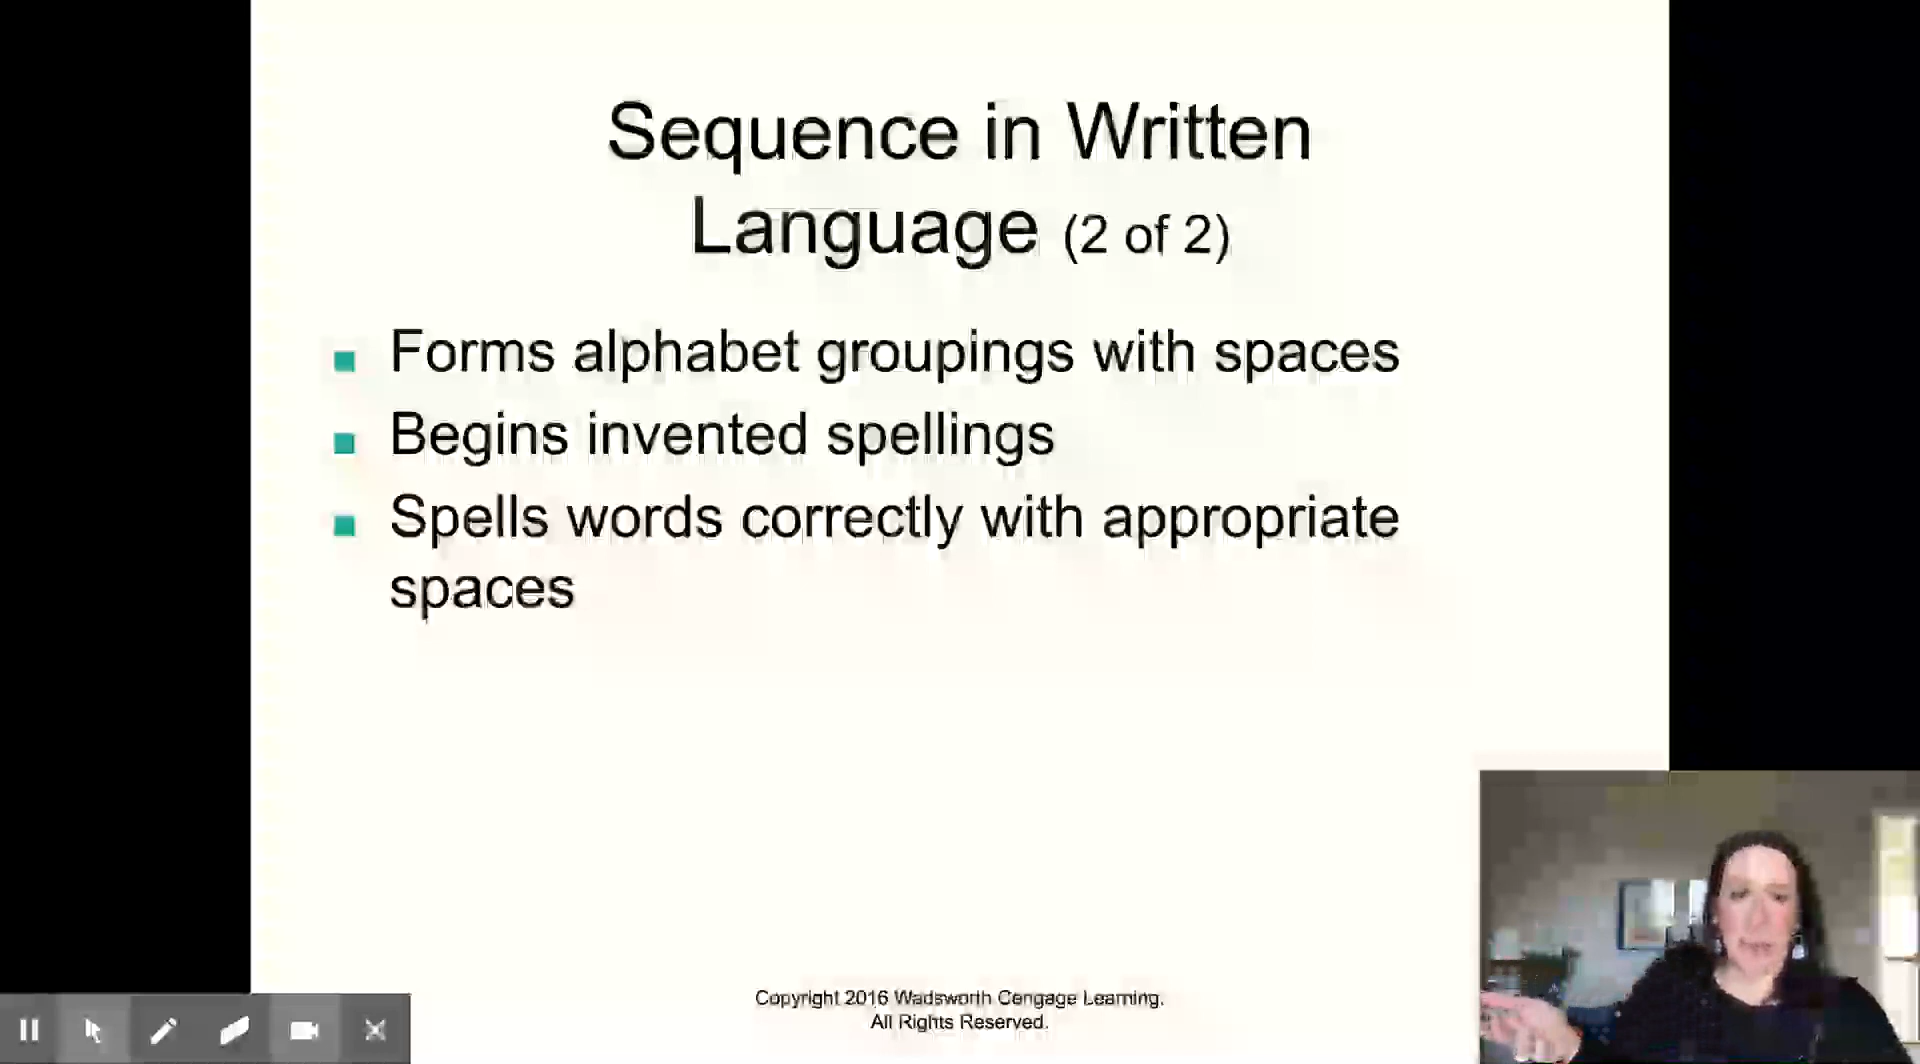 Sequence in Written
Language (2 of 2)
Forms alphabet groupings with spaces
Begins invented spellings
Spells words correctly with appropriate
spaces
Copyright 2016 Wadsworth Cengage Learning.
All Rights Reserved.